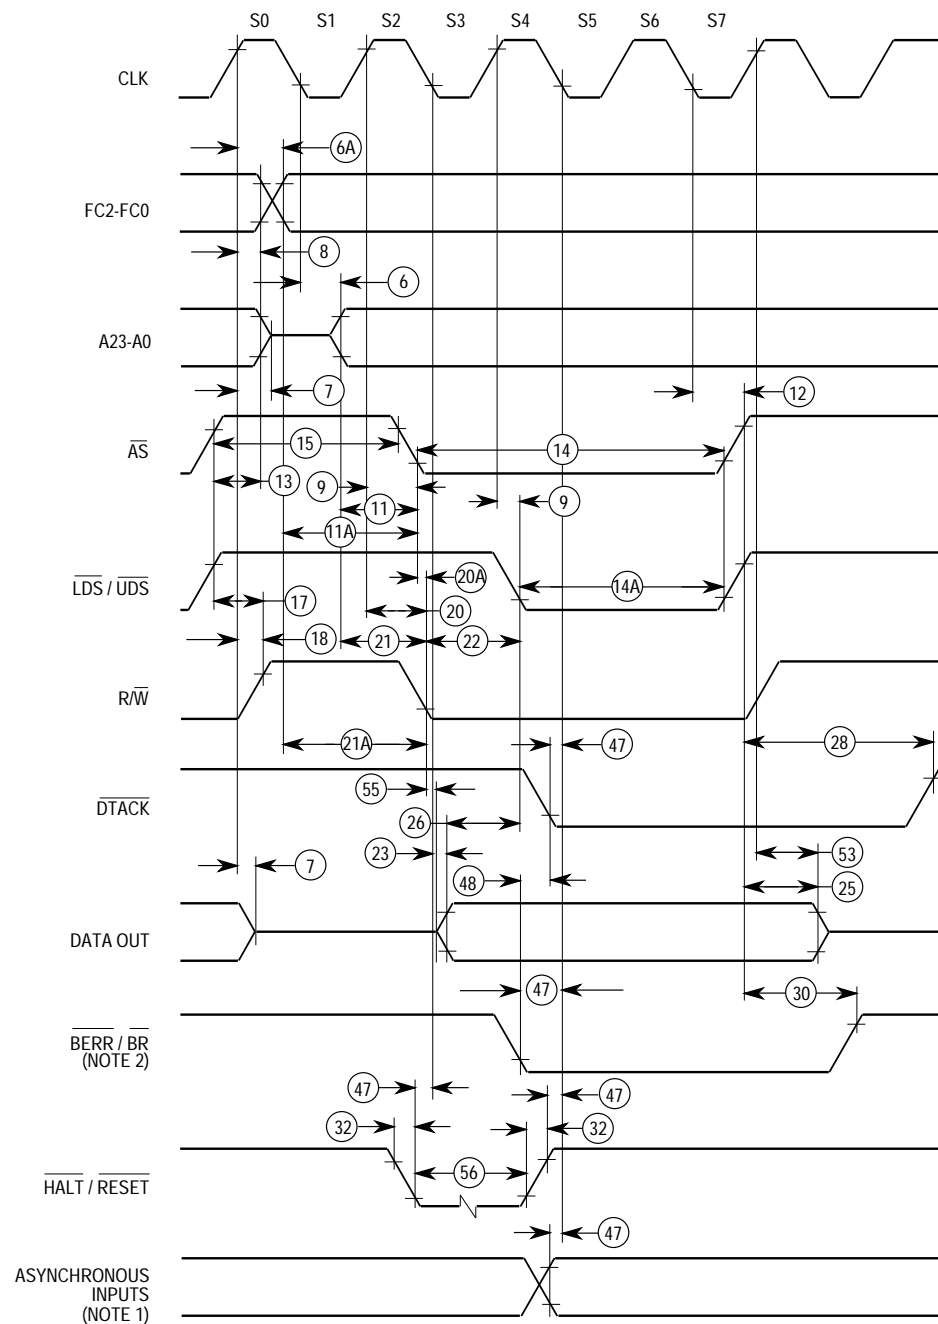 S0 S1 S2 S3 S4 S5 S6 S7
CLK
6A
FC2-FC0
8
6
A23-A0
7
12
AS
15
14
13
9
11
9
11A
LDS / UDS
20A
14A
17
20
18
21
22
R/W
21A
47
28
DTACK
55
26
23
53
7
48
25
DATA OUT
47
30
BERR / BR
(NOTE 2)
47
47
32
32
HALT / RESET
56
47
ASYNCHRONOUS
INPUTS
(NOTE 1)